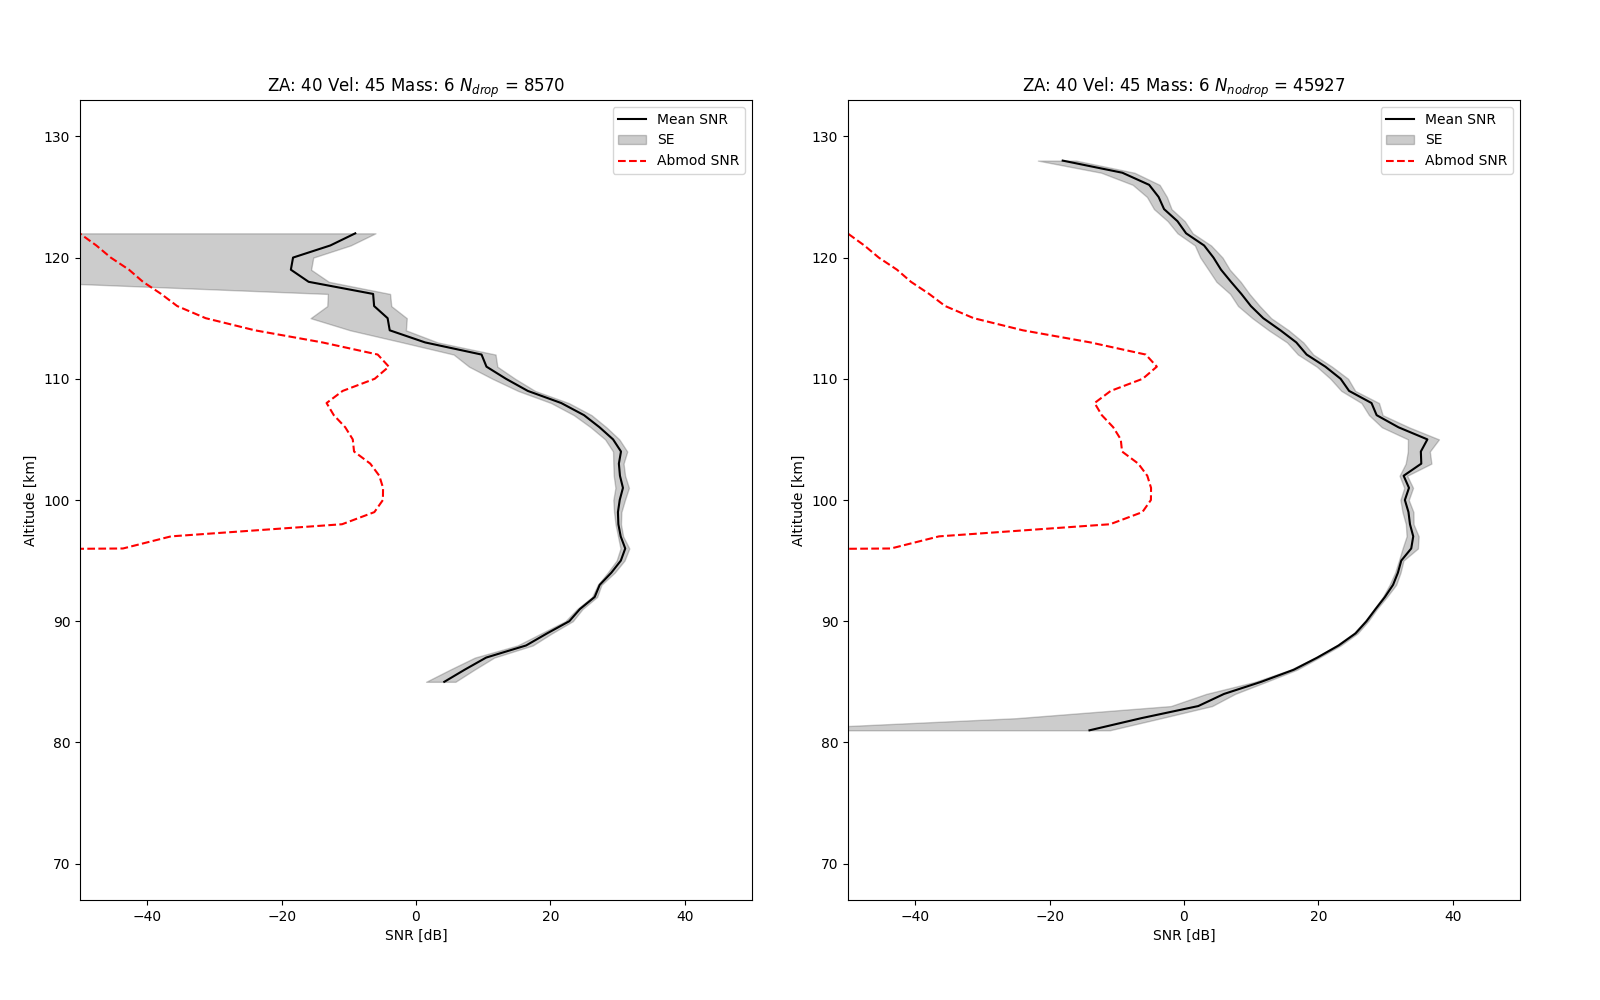 ZA: 40 Vel: 45 Mass: 6 N_drop = 8570
Mean SNR
SE
Abmod SNR
130
120
110
100
90
80
70
Altitude [km]
−40
−20
0
20
40
SNR [dB]
ZA: 40 Vel: 45 Mass: 6 N_nodrop = 45927
Mean SNR
SE
Abmod SNR
130
120
110
100
90
80
70
Altitude [km]
−40
−20
0
20
40
SNR [dB]